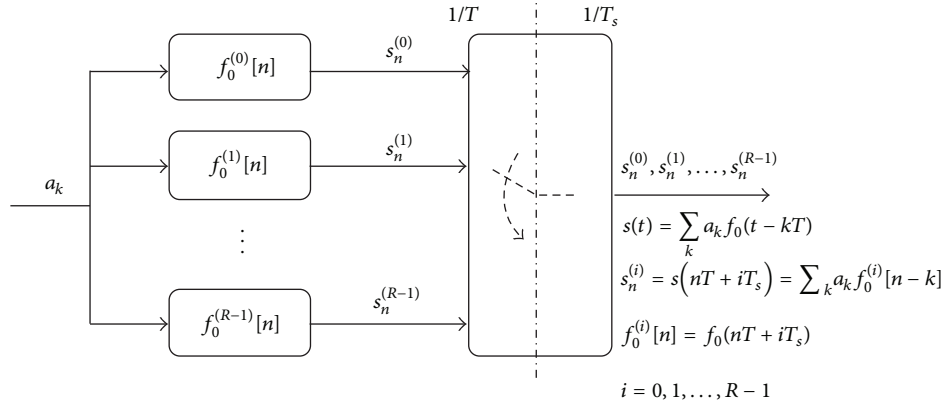 1/T
1/T_s
f_0^{(0)}[n]
s_n^{(0)}
f_0^{(1)}[n]
s_n^{(1)}
a_k
⋮
f_0^{(R−1)}[n]
s_n^{(R−1)}
s_n^{(0)}, s_n^{(1)}, . . . , s_n^{(R−1)}
s(t) = ∑_k a_k f_0(t − kT)
s_n^{(i)} = s(nT + iT_s) = ∑_k a_k f_0^{(i)}[n − k]
f_0^{(i)}[n] = f_0(nT + iT_s)
i = 0, 1, . . . , R − 1